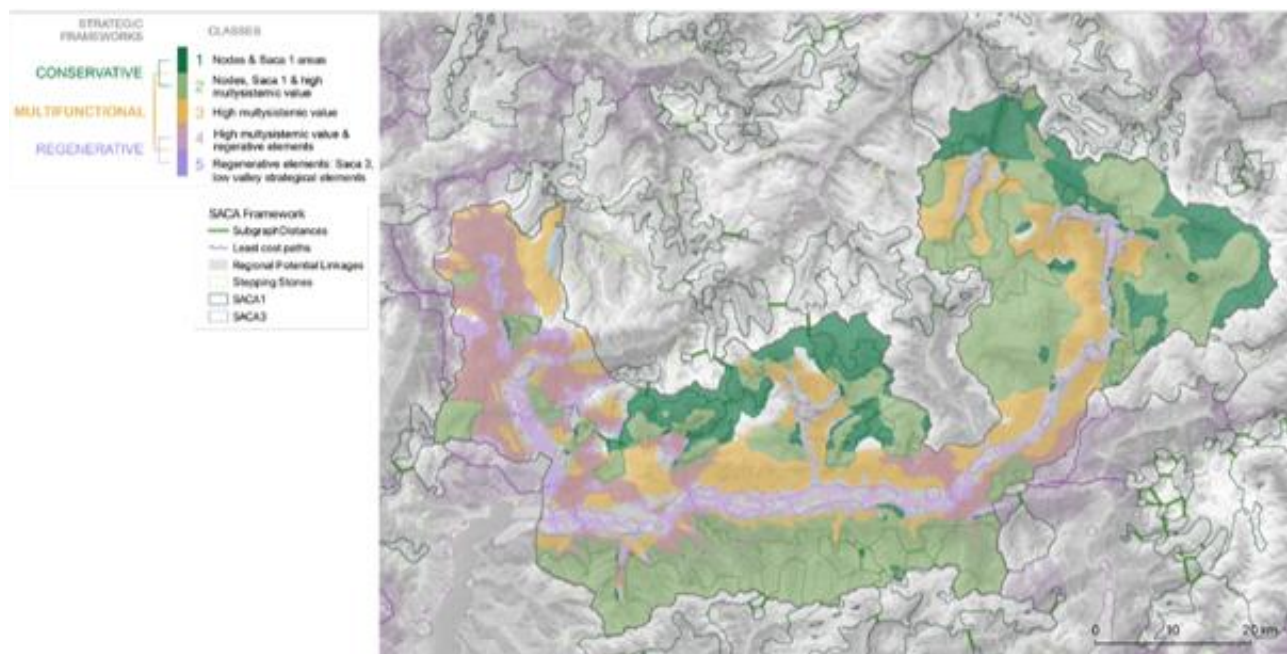 STRATEGIC
FRAMEWORKS
CLASSES
CONSERVATIVE
MULTIFUNCTIONAL
REGENERATIVE
1 Nodes & Saca 1 areas
2 Nodes, Saca 1 & high
multysistemic value
3 High multysistemic value
4 High multysistemic value &
regerative elements
5 Regenerative elements: Saca 3,
low valley strategical elements
SACA Framework
Subgraph Distances
Least cost paths
Regional Potential Linkages
Stepping Stones
SACA1
SACA3
0 10 20 km